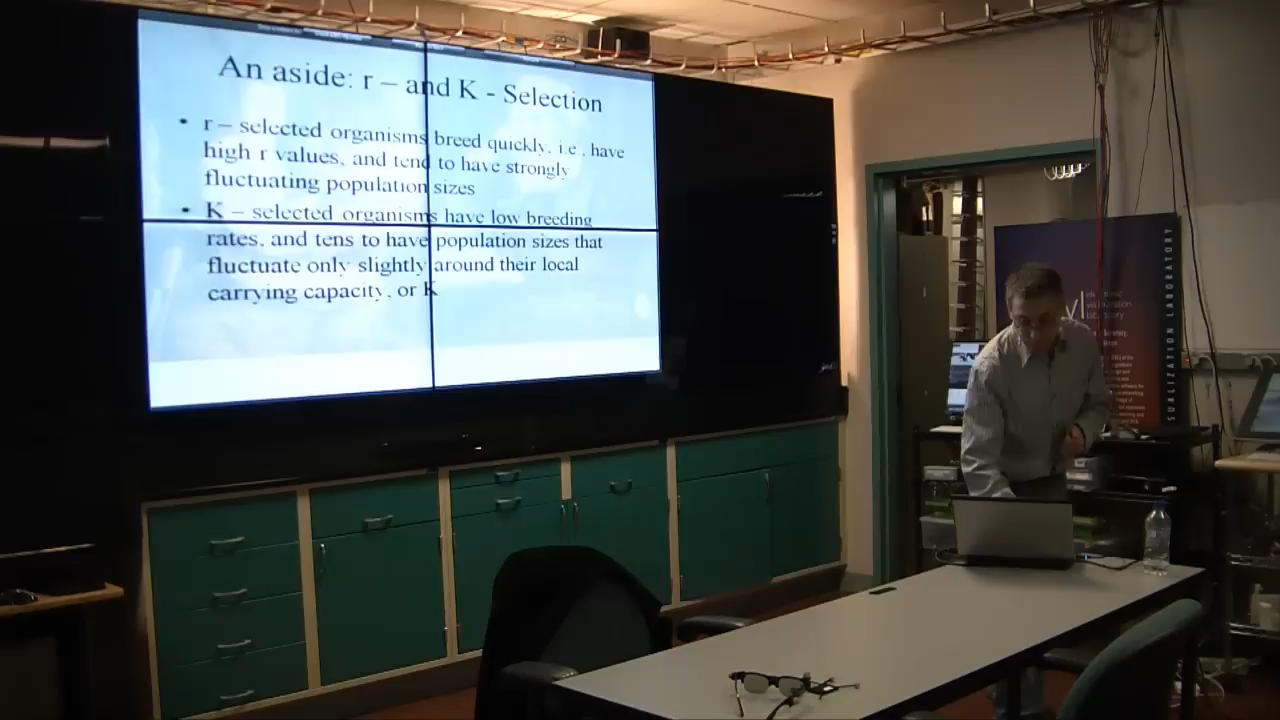 An aside: r – and K - Selection
• r – selected organisms breed quickly, i.e., have
high r values, and tend to have strongly
fluctuating population sizes
• K – selected organisms have low breeding
rates, and tens to have population sizes that
fluctuate only slightly around their local
carrying capacity, or K
SUALIZATION LABORATORY